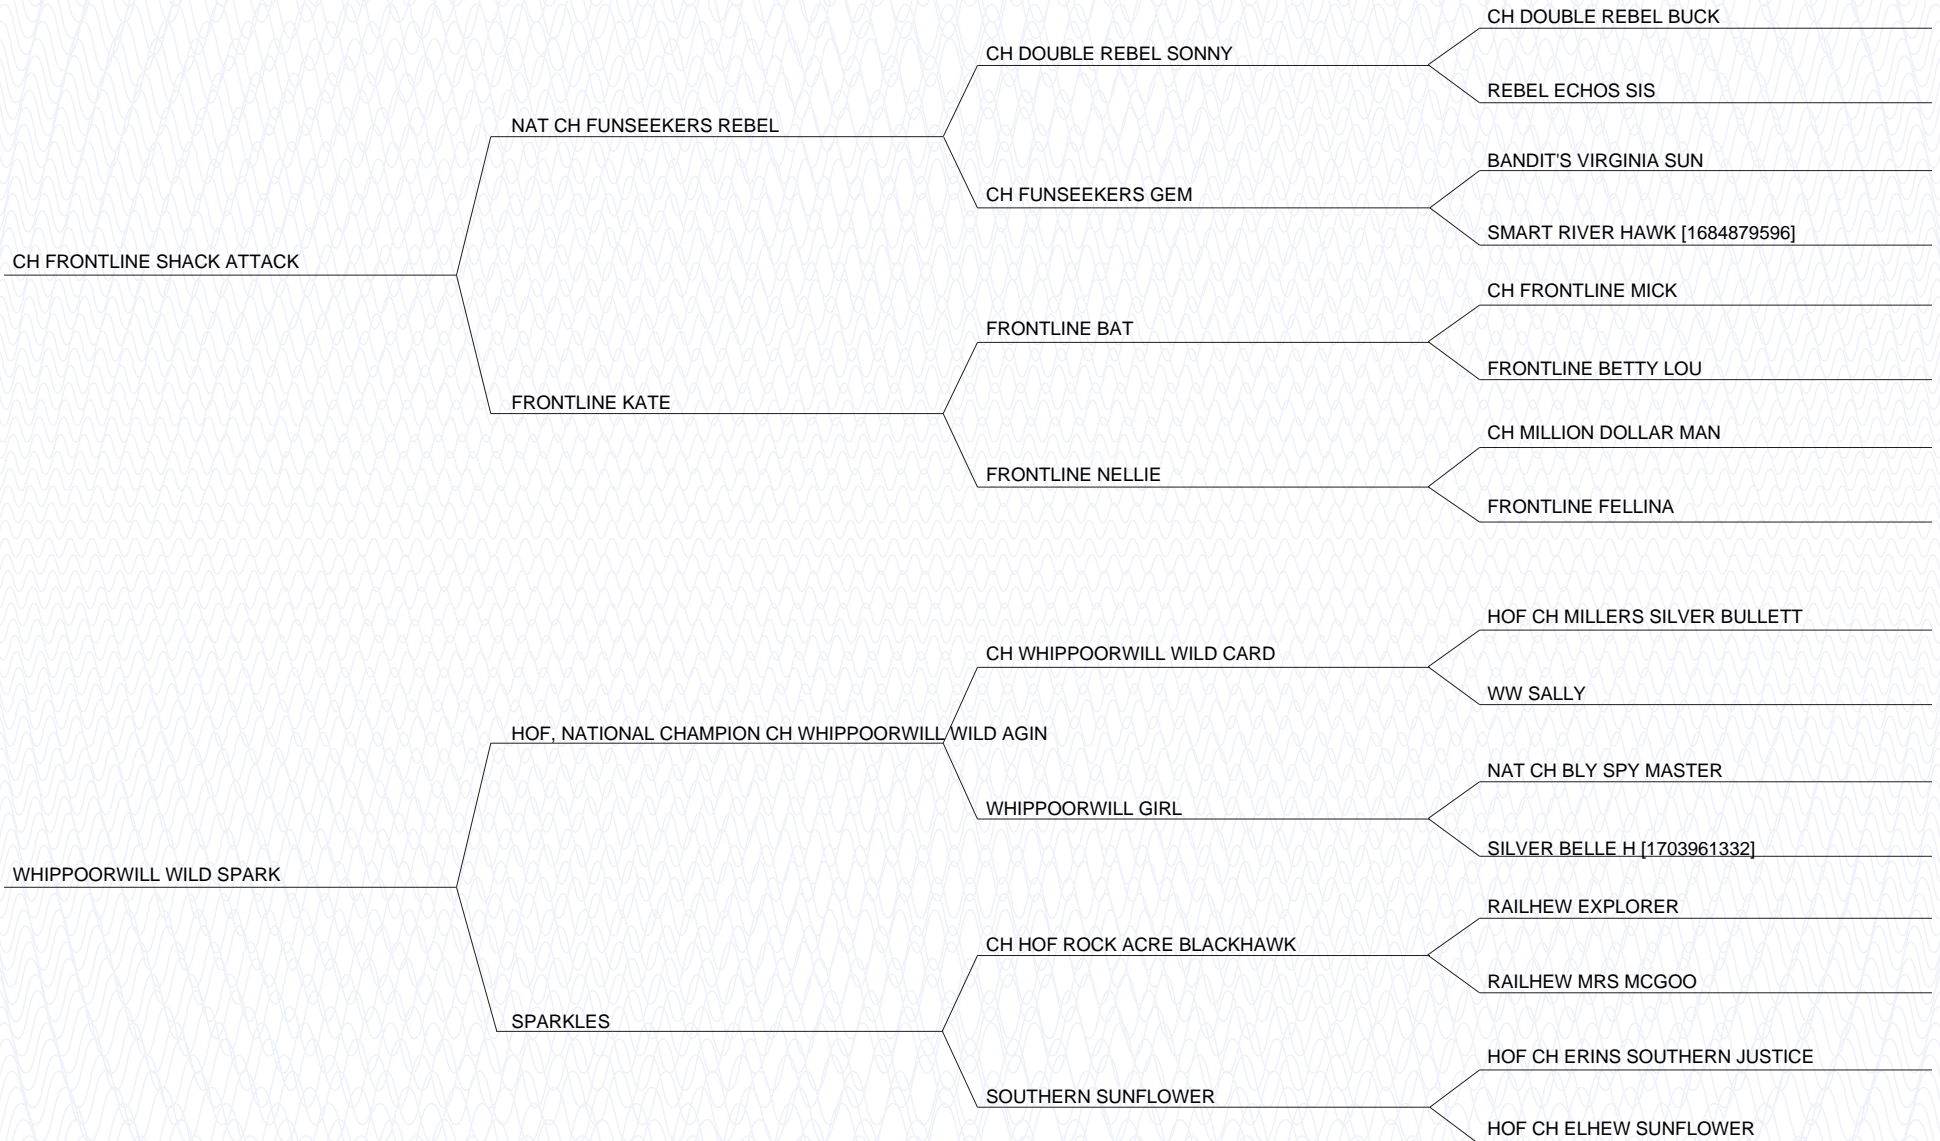 CH DOUBLE REBEL BUCK
CH DOUBLE REBEL SONNY
REBEL ECHOS SIS
NAT CH FUNSEEKERS REBEL
BANDIT'S VIRGINIA SUN
CH FUNSEEKERS GEM
SMART RIVER HAWK [1684879596]
CH FRONTLINE SHACK ATTACK
CH FRONTLINE MICK
FRONTLINE BAT
FRONTLINE BETTY LOU
FRONTLINE KATE
CH MILLION DOLLAR MAN
FRONTLINE NELLIE
FRONTLINE FELLINA
HOF CH MILLERS SILVER BULLETT
CH WHIPPOORWILL WILD CARD
WW SALLY
HOF, NATIONAL CHAMPION CH WHIPPOORWILL WILD AGIN
NAT CH BLY SPY MASTER
WHIPPOORWILL GIRL
SILVER BELLE H [1703961332]
WHIPPOORWILL WILD SPARK
RAILHEW EXPLORER
CH HOF ROCK ACRE BLACKHAWK
RAILHEW MRS MCGOO
SPARKLES
HOF CH ERINS SOUTHERN JUSTICE
SOUTHERN SUNFLOWER
HOF CH ELHEW SUNFLOWER